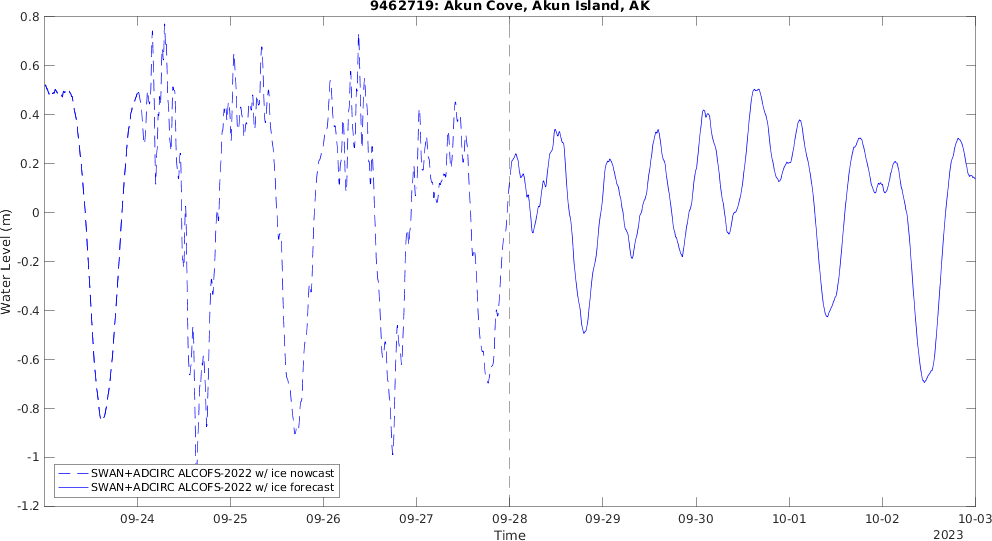 9462719: Akun Cove, Akun Island, AK
Water Level (m)
0.8
0.6
0.4
0.2
0
-0.2
-0.4
-0.6
-0.8
-1
-1.2
SWAN+ADCIRC ALCOFS-2022 w/ ice nowcast
SWAN+ADCIRC ALCOFS-2022 w/ ice forecast
09-24 09-25 09-26 09-27 09-28 09-29 09-30 10-01 10-02 10-03
Time
2023